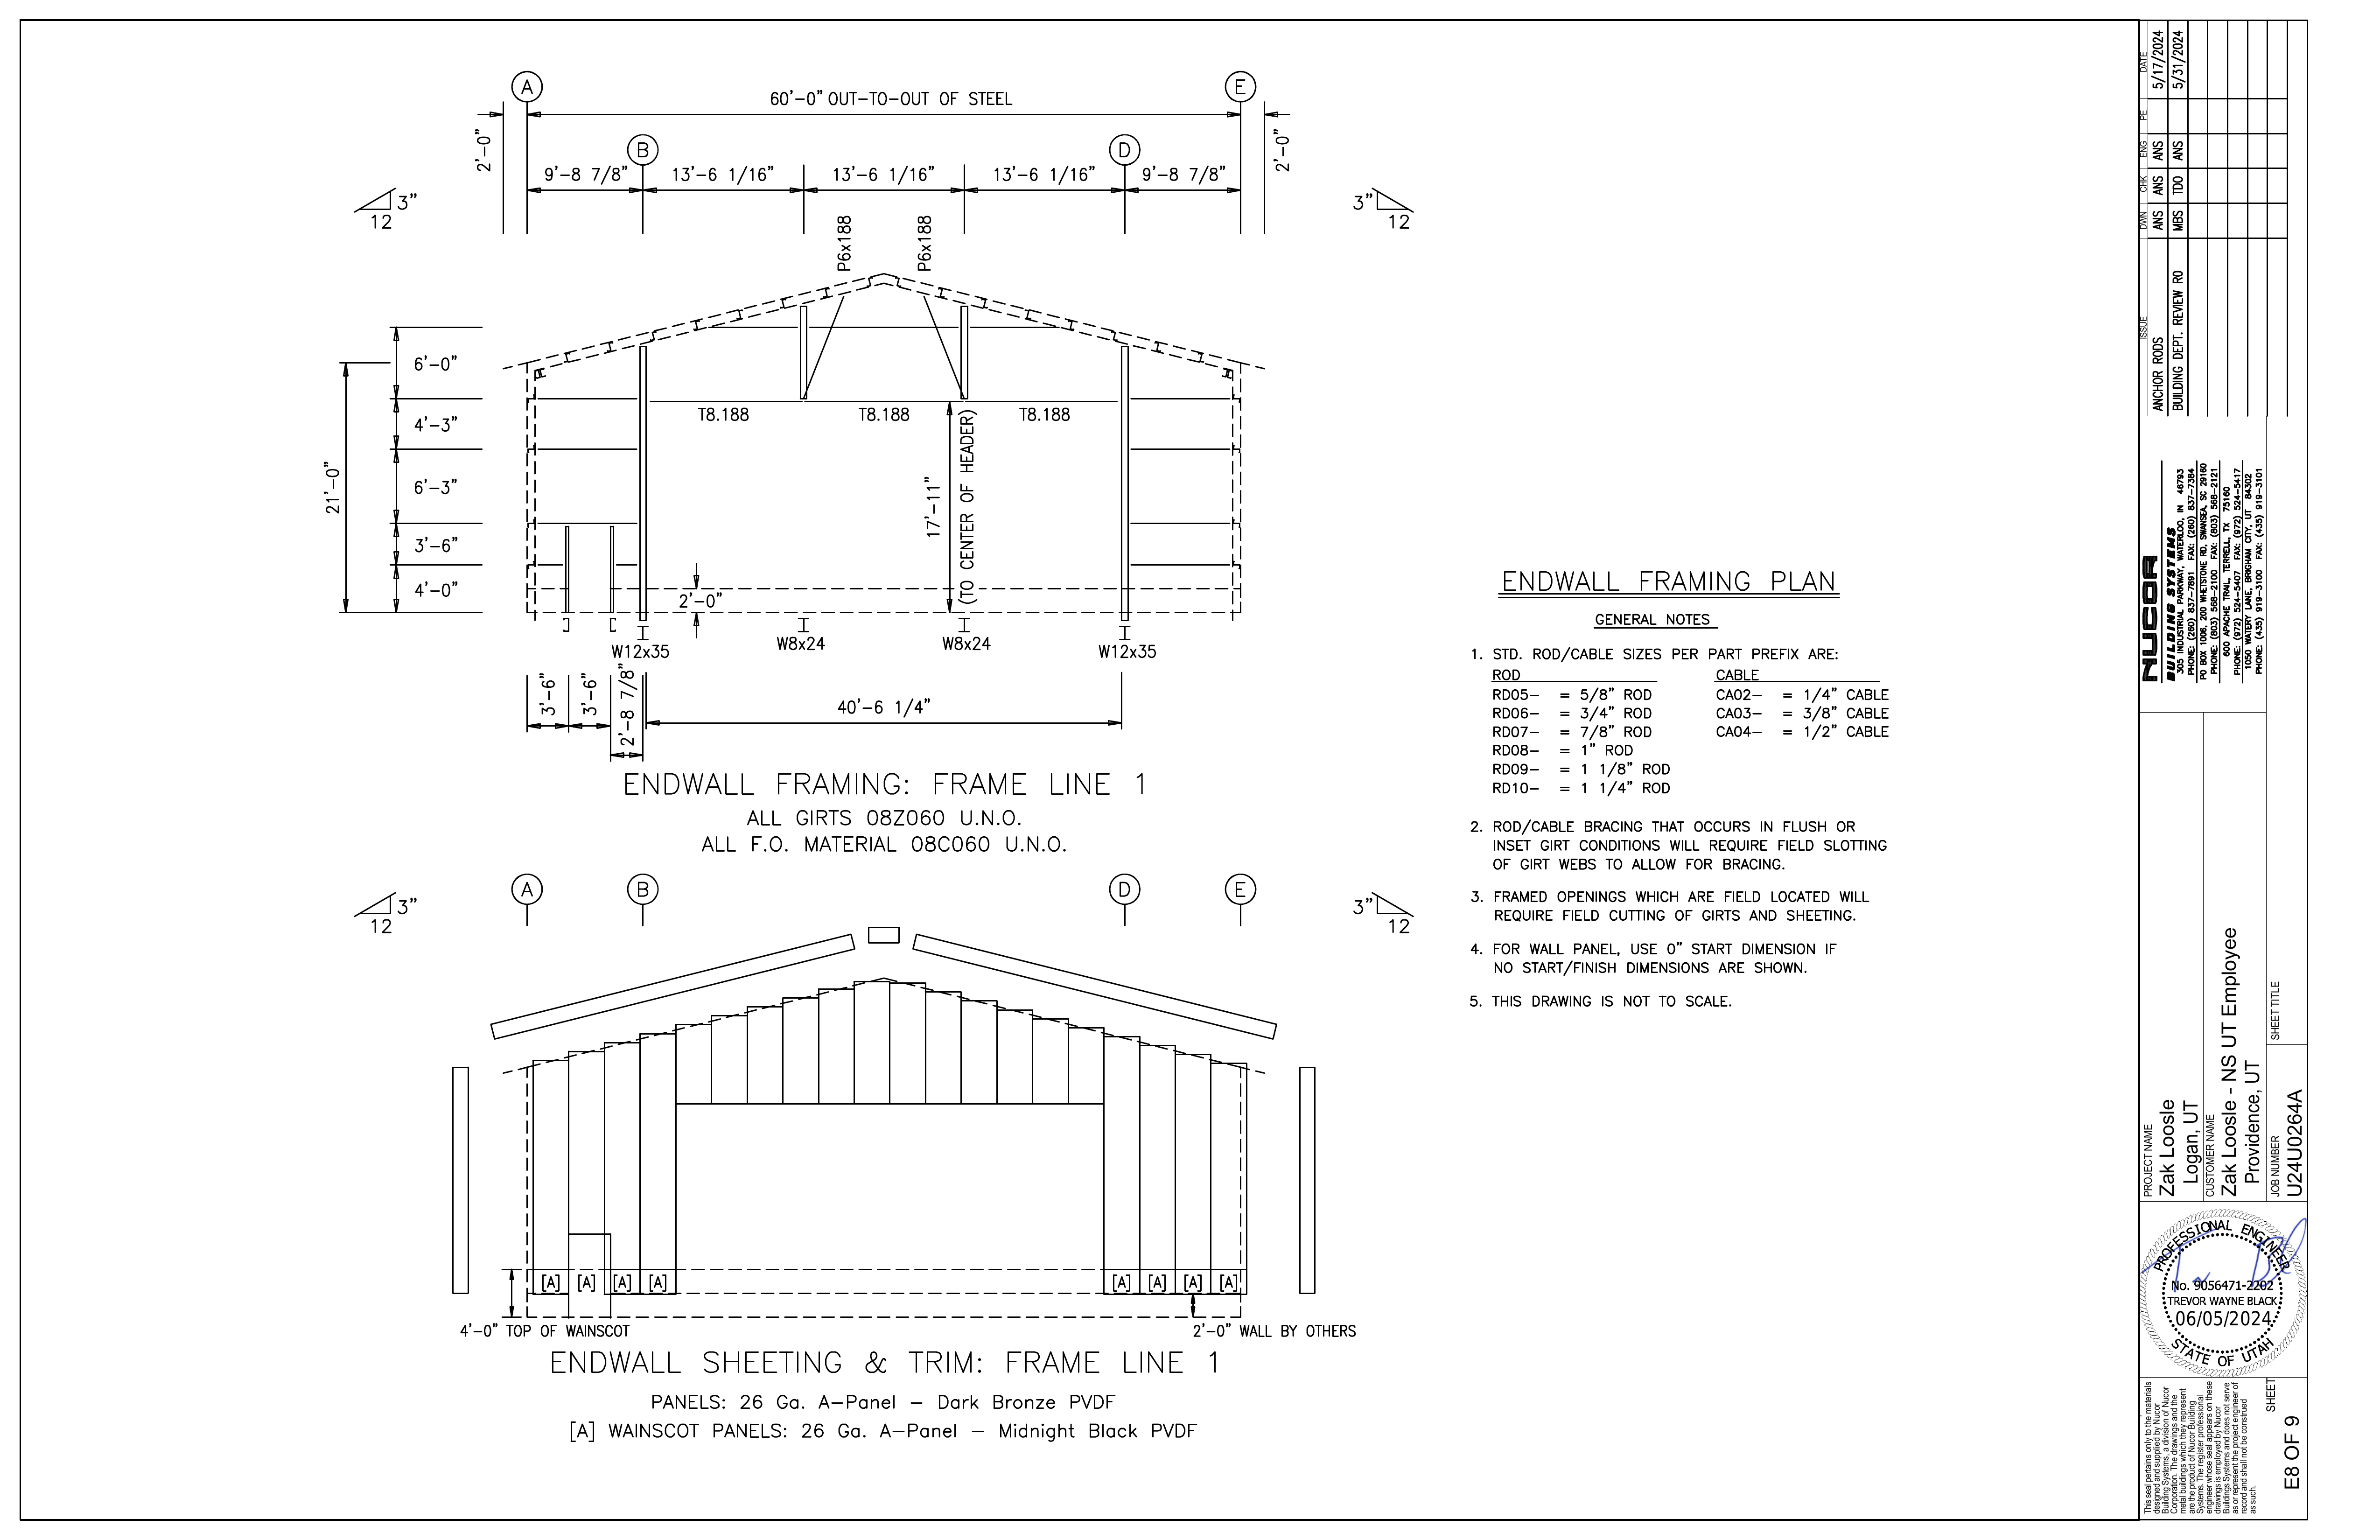 A
E
60'-0" OUT-TO-OUT OF STEEL
2'-0"
2'-0"
B
D
9'-8 7/8"
13'-6 1/16"
13'-6 1/16"
13'-6 1/16"
9'-8 7/8"
3"
12
3"
12
P6x188
P6x188
6'-0"
4'-3"
6'-3"
3'-6"
4'-0"
21'-0"
T8.188
T8.188
T8.188
17'-11"
(TO CENTER OF HEADER)
2'-0"
W12x35
W8x24
W8x24
W12x35
3'-6"
3'-6"
2'-8 7/8"
40'-6 1/4"
ENDWALL FRAMING: FRAME LINE 1
ALL GIRTS 08Z060 U.N.O.
ALL F.O. MATERIAL 08C060 U.N.O.
A
B
D
E
3"
12
3"
12
[A]
[A]
[A]
[A]
[A]
[A]
[A]
[A]
4'-0" TOP OF WAINSCOT
2'-0" WALL BY OTHERS
ENDWALL SHEETING & TRIM: FRAME LINE 1
PANELS: 26 Ga. A-Panel - Dark Bronze PVDF
[A] WAINSCOT PANELS: 26 Ga. A-Panel - Midnight Black PVDF
ENDWALL FRAMING PLAN
GENERAL NOTES
1. STD. ROD/CABLE SIZES PER PART PREFIX ARE:
ROD CABLE
RD05- = 5/8" ROD CA02- = 1/4" CABLE
RD06- = 3/4" ROD CA03- = 3/8" CABLE
RD07- = 7/8" ROD CA04- = 1/2" CABLE
RD08- = 1" ROD
RD09- = 1 1/8" ROD
RD10- = 1 1/4" ROD
2. ROD/CABLE BRACING THAT OCCURS IN FLUSH OR
INSET GIRT CONDITIONS WILL REQUIRE FIELD SLOTTING
OF GIRT WEBS TO ALLOW FOR BRACING.
3. FRAMED OPENINGS WHICH ARE FIELD LOCATED WILL
REQUIRE FIELD CUTTING OF GIRTS AND SHEETING.
4. FOR WALL PANEL, USE 0" START DIMENSION IF
NO START/FINISH DIMENSIONS ARE SHOWN.
5. THIS DRAWING IS NOT TO SCALE.
ISSUE DWN CHK ENG PE DATE
ANCHOR RODS ANS ANS ANS 5/17/2024
BUILDING DEPT. REVIEW R0 MBS TDO ANS 5/31/2024
NUCOR
BUILDING SYSTEMS
305 INDUSTRIAL PARKWAY, WATERLOO, IN 46793
PHONE: (260) 837-7891 FAX: (260) 837-7384
PO BOX 1006, 200 WHETSTONE RD, SWANSEA, SC 29160
PHONE: (803) 568-2100 FAX: (803) 568-2121
600 APACHE TRAIL, TERRELL, TX 75160
PHONE: (972) 524-5407 FAX: (972) 524-5417
1050 WATERY LANE, BRIGHAM CITY, UT 84302
PHONE: (435) 919-3100 FAX: (435) 919-3101
PROJECT NAME
Zak Loosle
Logan, UT
CUSTOMER NAME
Zak Loosle - NS UT Employee
Providence, UT
JOB NUMBER
U24U0264A
SHEET TITLE
PROFESSIONAL ENGINEER
No. 9056471-2202
TREVOR WAYNE BLACK
06/05/2024
STATE OF UTAH
This seal pertains only to the materials
designed and supplied by Nucor
Building Systems, a division of Nucor
Corporation. The drawings and the
metal buildings which they represent
are the product of Nucor Building
Systems. The register professional
engineer whose seal appears on these
drawings is employed by Nucor
Buildings Systems and does not serve
as or represent the project engineer of
record and shall not be construed
as such.
SHEET
E8 OF 9